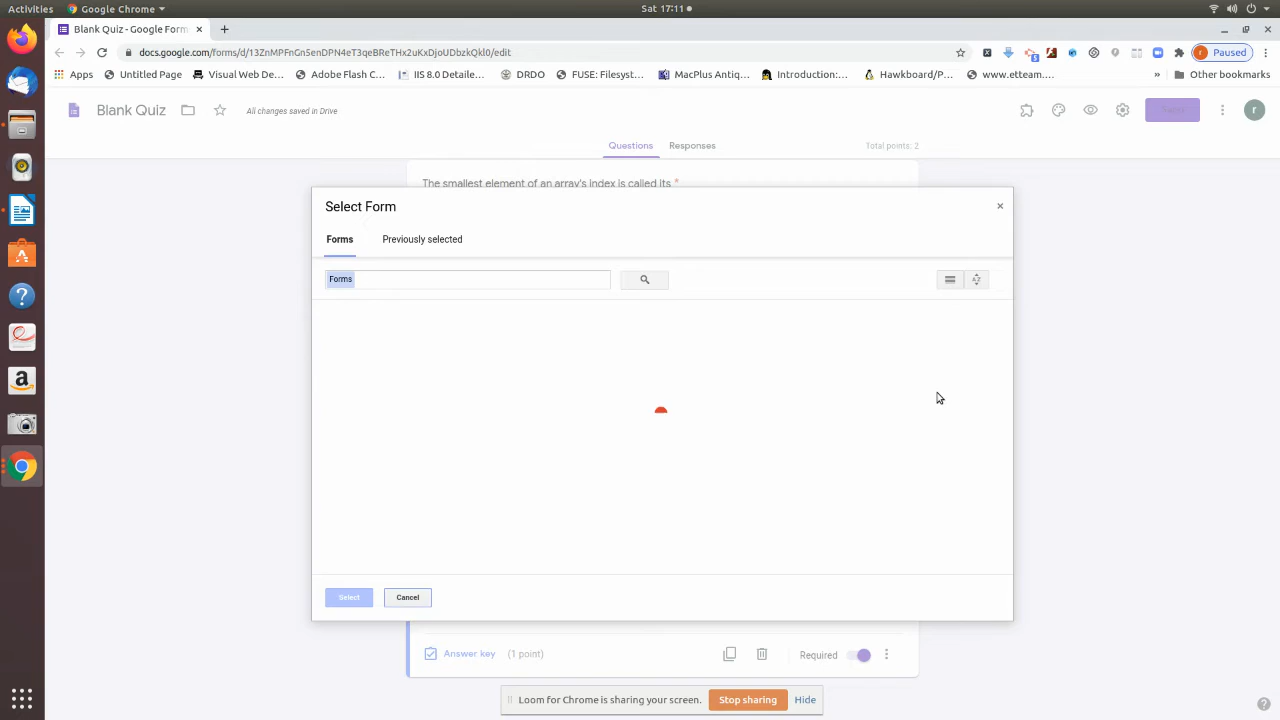 Activities
Google Chrome
Sat 17:11
Blank Quiz - Google Form
docs.google.com/forms/d/13ZnMPFnGnSenDPN4eT3qeBReTHx2uKxDjoUDbzkQkl0/edit
Paused
Apps
Untitled Page
Visual Web De...
Adobe Flash C...
IIS 8.0 Detaile...
DRDO
FUSE: Filesyst...
MacPlus Antiq...
Introduction:...
Hawkboard/P...
www.etteam....
»
Other bookmarks
Blank Quiz
All changes saved in Drive
Send
r
Questions
Responses
Total points: 2
The smallest element of an array's index is called its *
Select Form
Forms
Previously selected
Forms
Select
Cancel
Answer key
(1 point)
Required
Loom for Chrome is sharing your screen.
Stop sharing
Hide